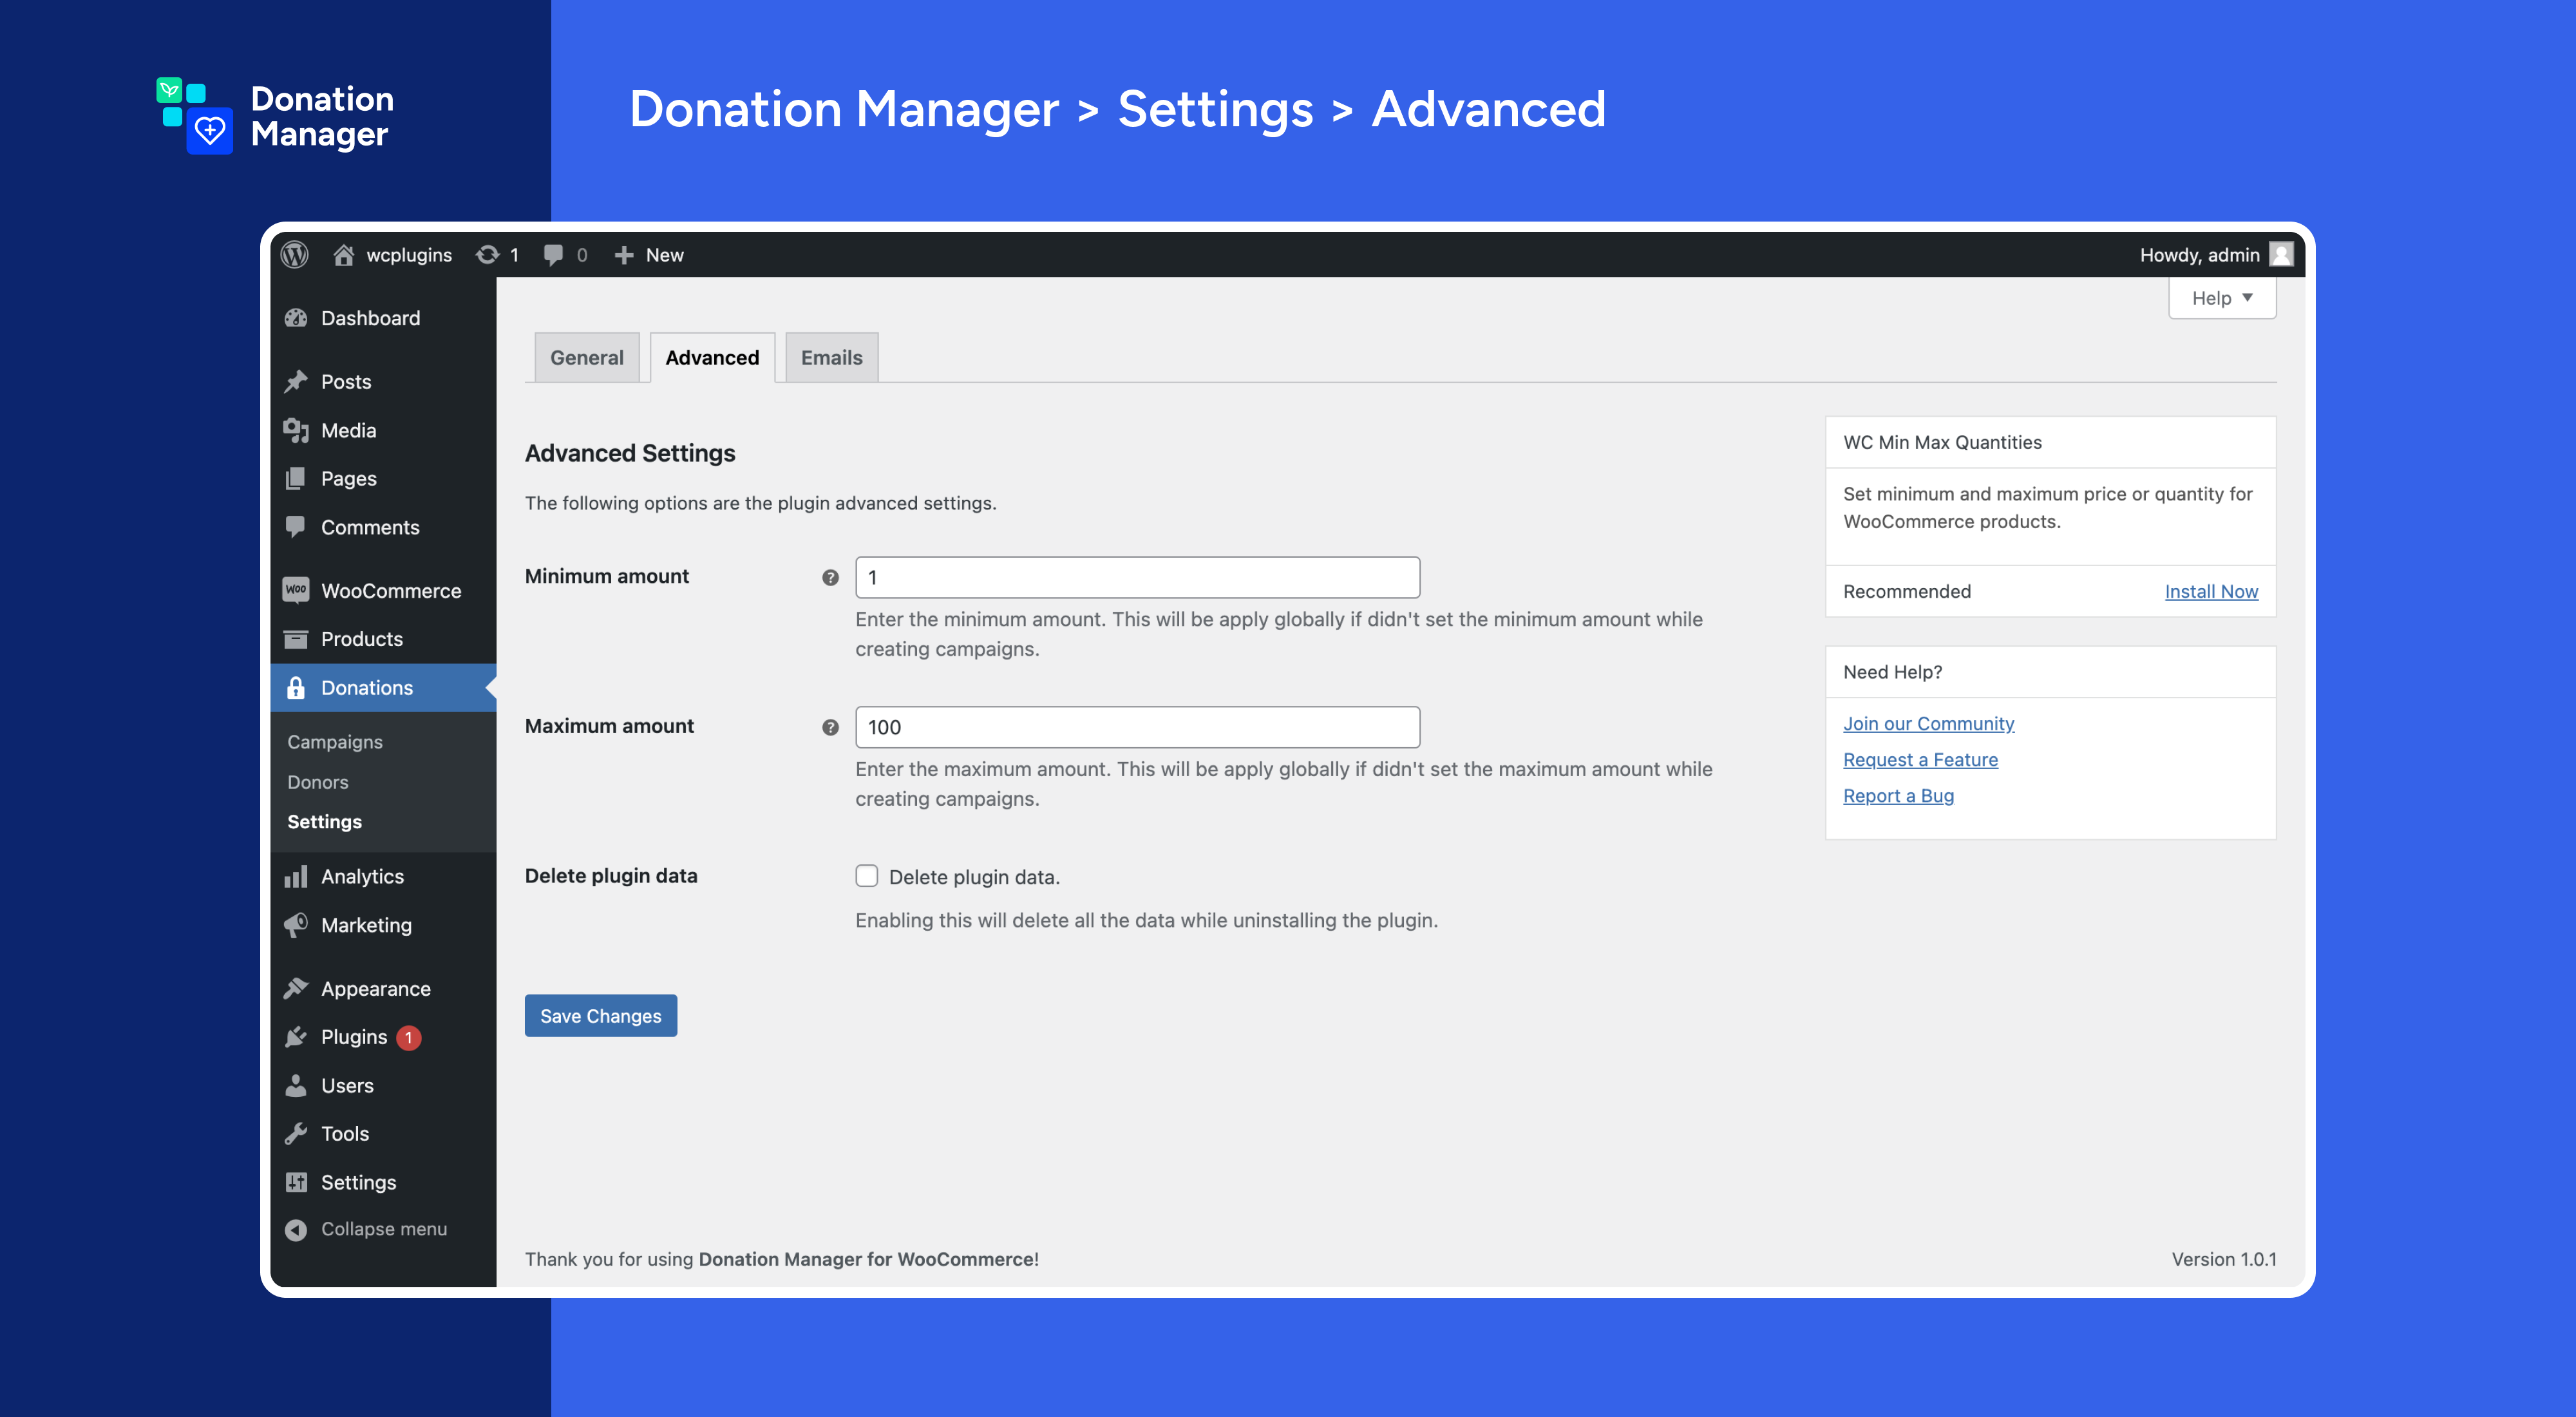 Donation
Manager
Donation Manager > Settings > Advanced
wcplugins 1 0 New
Howdy, admin
Dashboard
Posts
Media
Pages
Comments
Woo WooCommerce
Products
Donations
Campaigns
Donors
Settings
Analytics
Marketing
Appearance
Plugins 1
Users
Tools
Settings
Collapse menu
Help
General Advanced Emails
Advanced Settings
The following options are the plugin advanced settings.
Minimum amount ? 1
Enter the minimum amount. This will be apply globally if didn't set the minimum amount while
creating campaigns.
Maximum amount ? 100
Enter the maximum amount. This will be apply globally if didn't set the maximum amount while
creating campaigns.
Delete plugin data Delete plugin data.
Enabling this will delete all the data while uninstalling the plugin.
Save Changes
WC Min Max Quantities
Set minimum and maximum price or quantity for
WooCommerce products.
Recommended Install Now
Need Help?
Join our Community
Request a Feature
Report a Bug
Thank you for using Donation Manager for WooCommerce!
Version 1.0.1